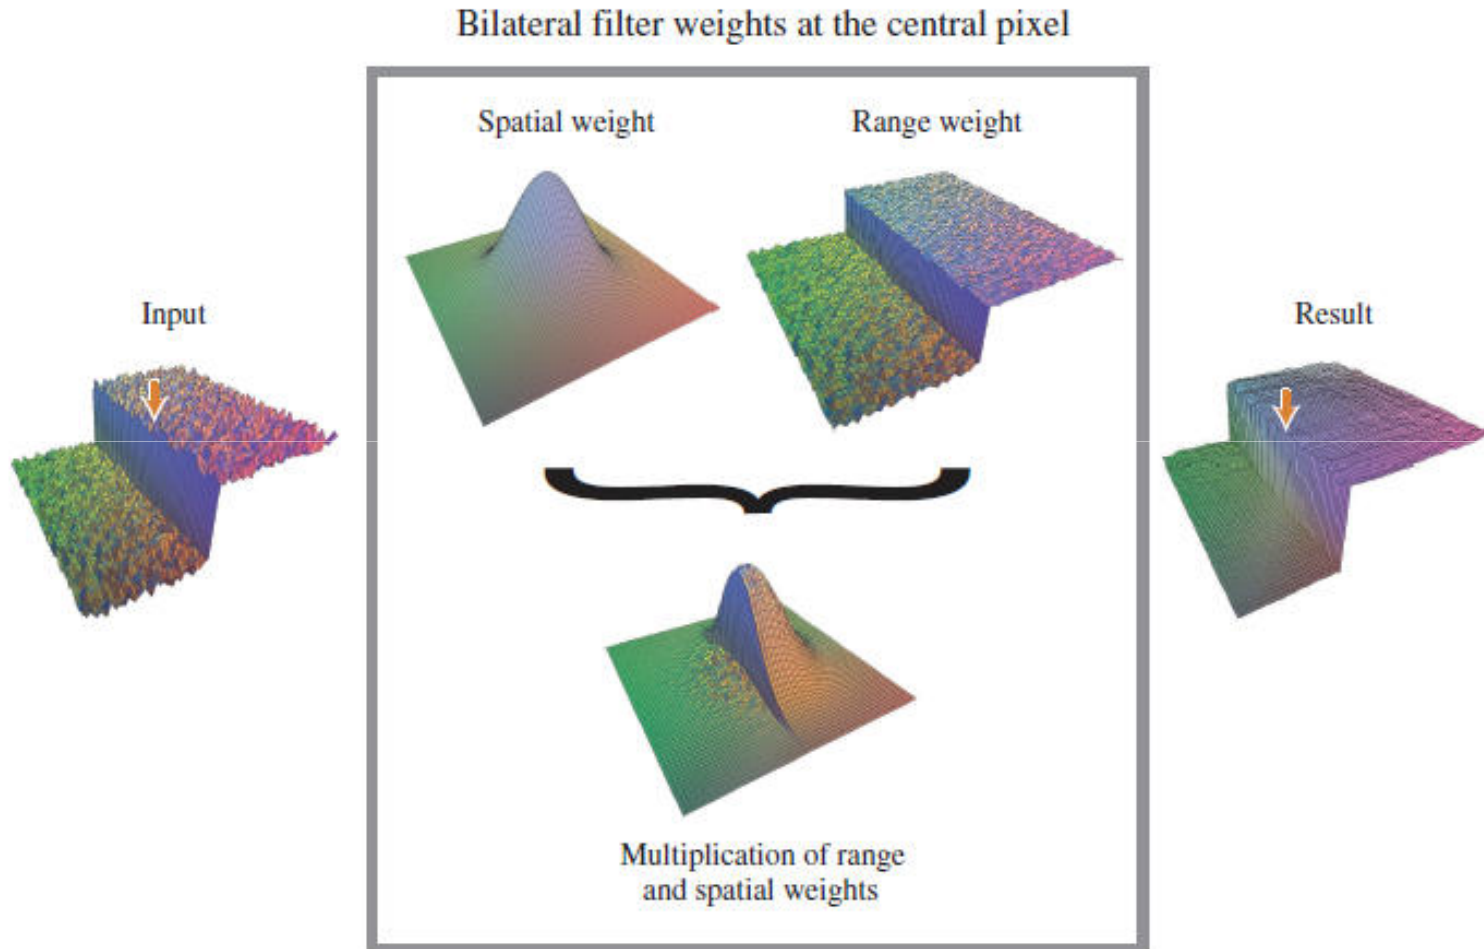 Bilateral filter weights at the central pixel
Spatial weight
Range weight
Input
Result
Multiplication of range
and spatial weights